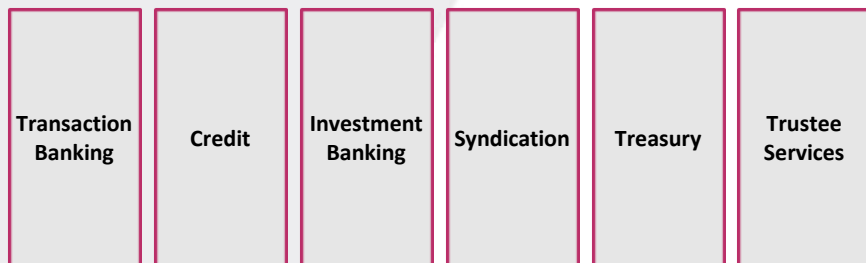 Transaction
Banking
Credit
Investment
Banking
Syndication
Treasury
Trustee
Services